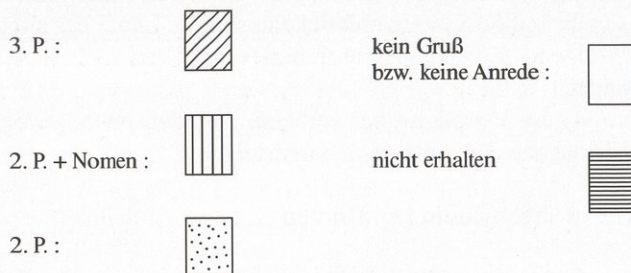 3. P. :
kein Gruß
bzw. keine Anrede :
2. P. + Nomen :
nicht erhalten
2. P. :